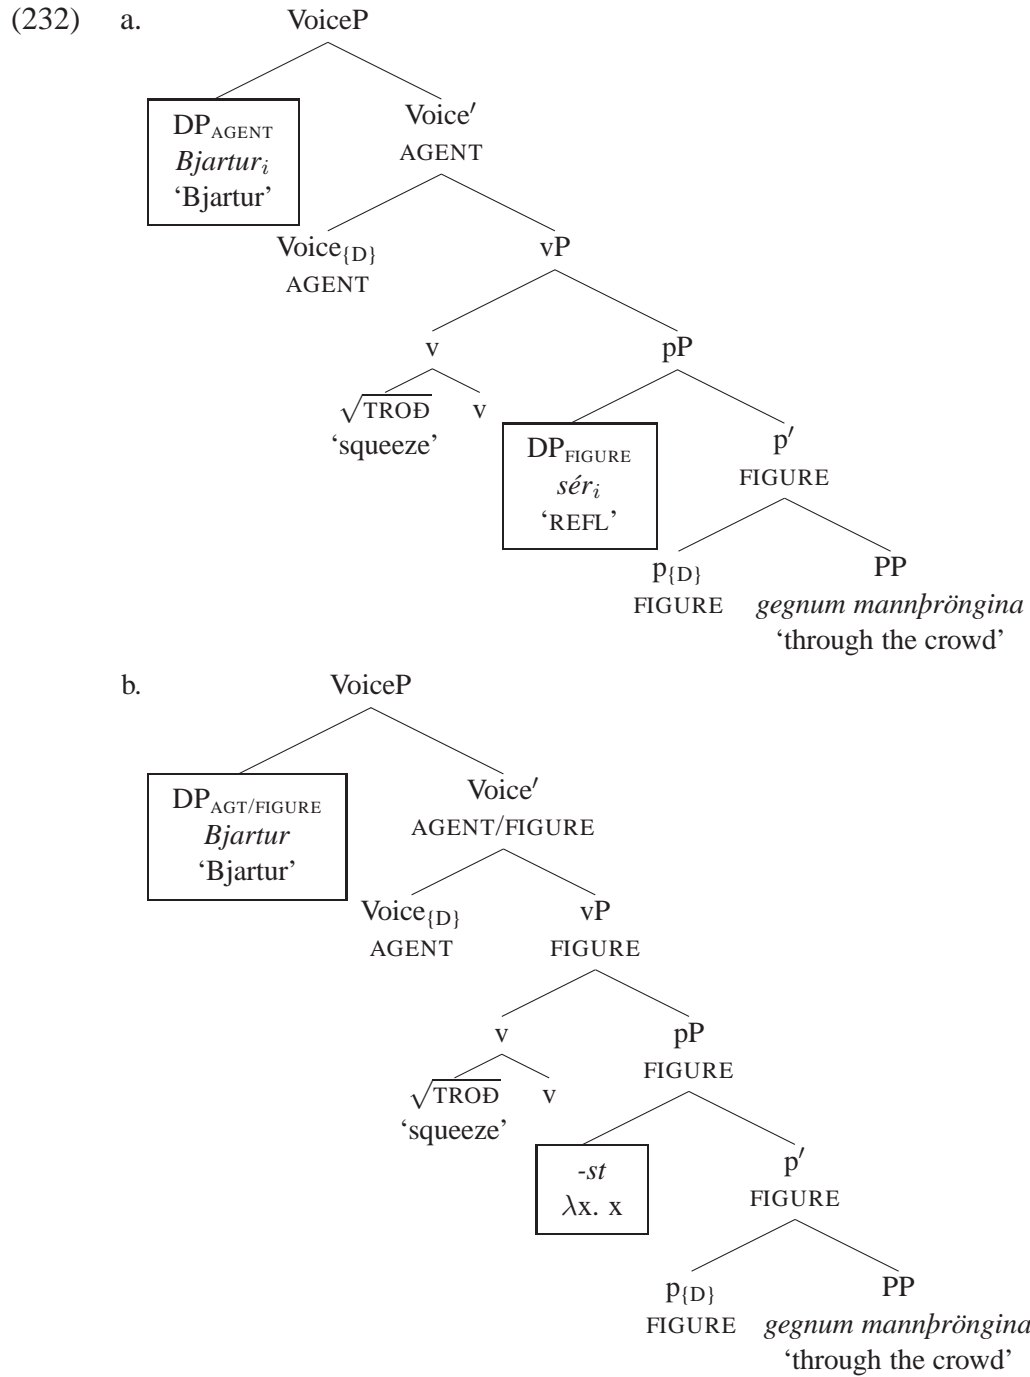 (232) a. VoiceP
DP_AGENT
Bjartur_i
‘Bjartur’
Voice′
AGENT
Voice_{D}
AGENT
vP
v
pP
√TROÐ
‘squeeze’
v
DP_FIGURE
sér_i
‘REFL’
p′
FIGURE
p_{D}
FIGURE
PP
gegnum mannþröngina
‘through the crowd’
b. VoiceP
DP_AGT/FIGURE
Bjartur
‘Bjartur’
Voice′
AGENT/FIGURE
Voice_{D}
AGENT
vP
FIGURE
v
pP
FIGURE
√TROÐ
‘squeeze’
v
-st
λx. x
p′
FIGURE
p_{D}
FIGURE
PP
gegnum mannþröngina
‘through the crowd’